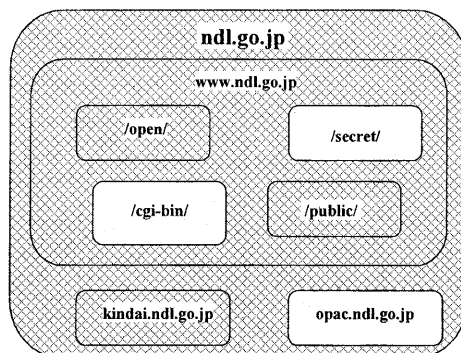 ndl.go.jp
www.ndl.go.jp
/open/
/secret/
/cgi-bin/
/public/
kindai.ndl.go.jp
opac.ndl.go.jp